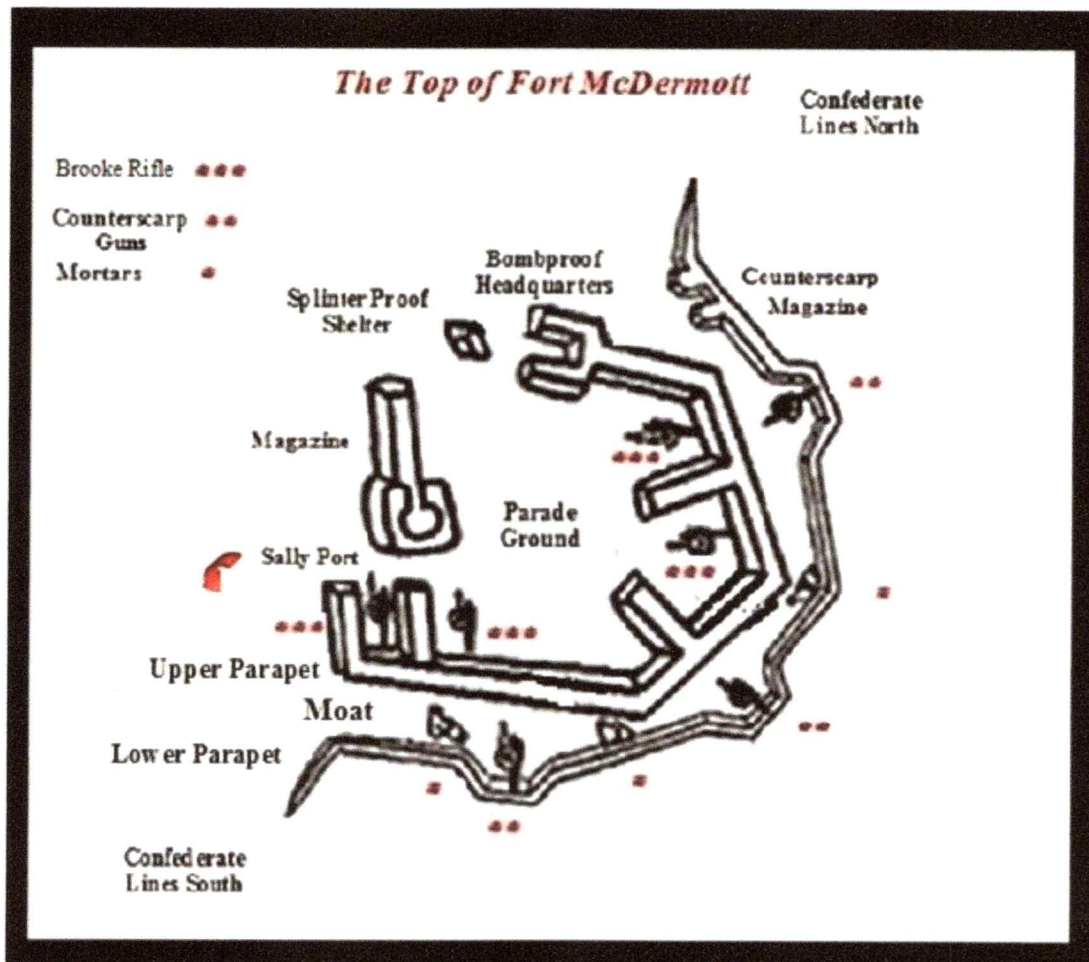 The Top of Fort McDermott
Confederate
Lines North
Brooke Rifle
Counterscarp
Guns
Mortars
Bombproof
Headquarters
Splinter Proof
Shelter
Counterscarp
Magazine
Magazine
Parade
Ground
Sally Port
Upper Parapet
Moat
Lower Parapet
Confederate
Lines South